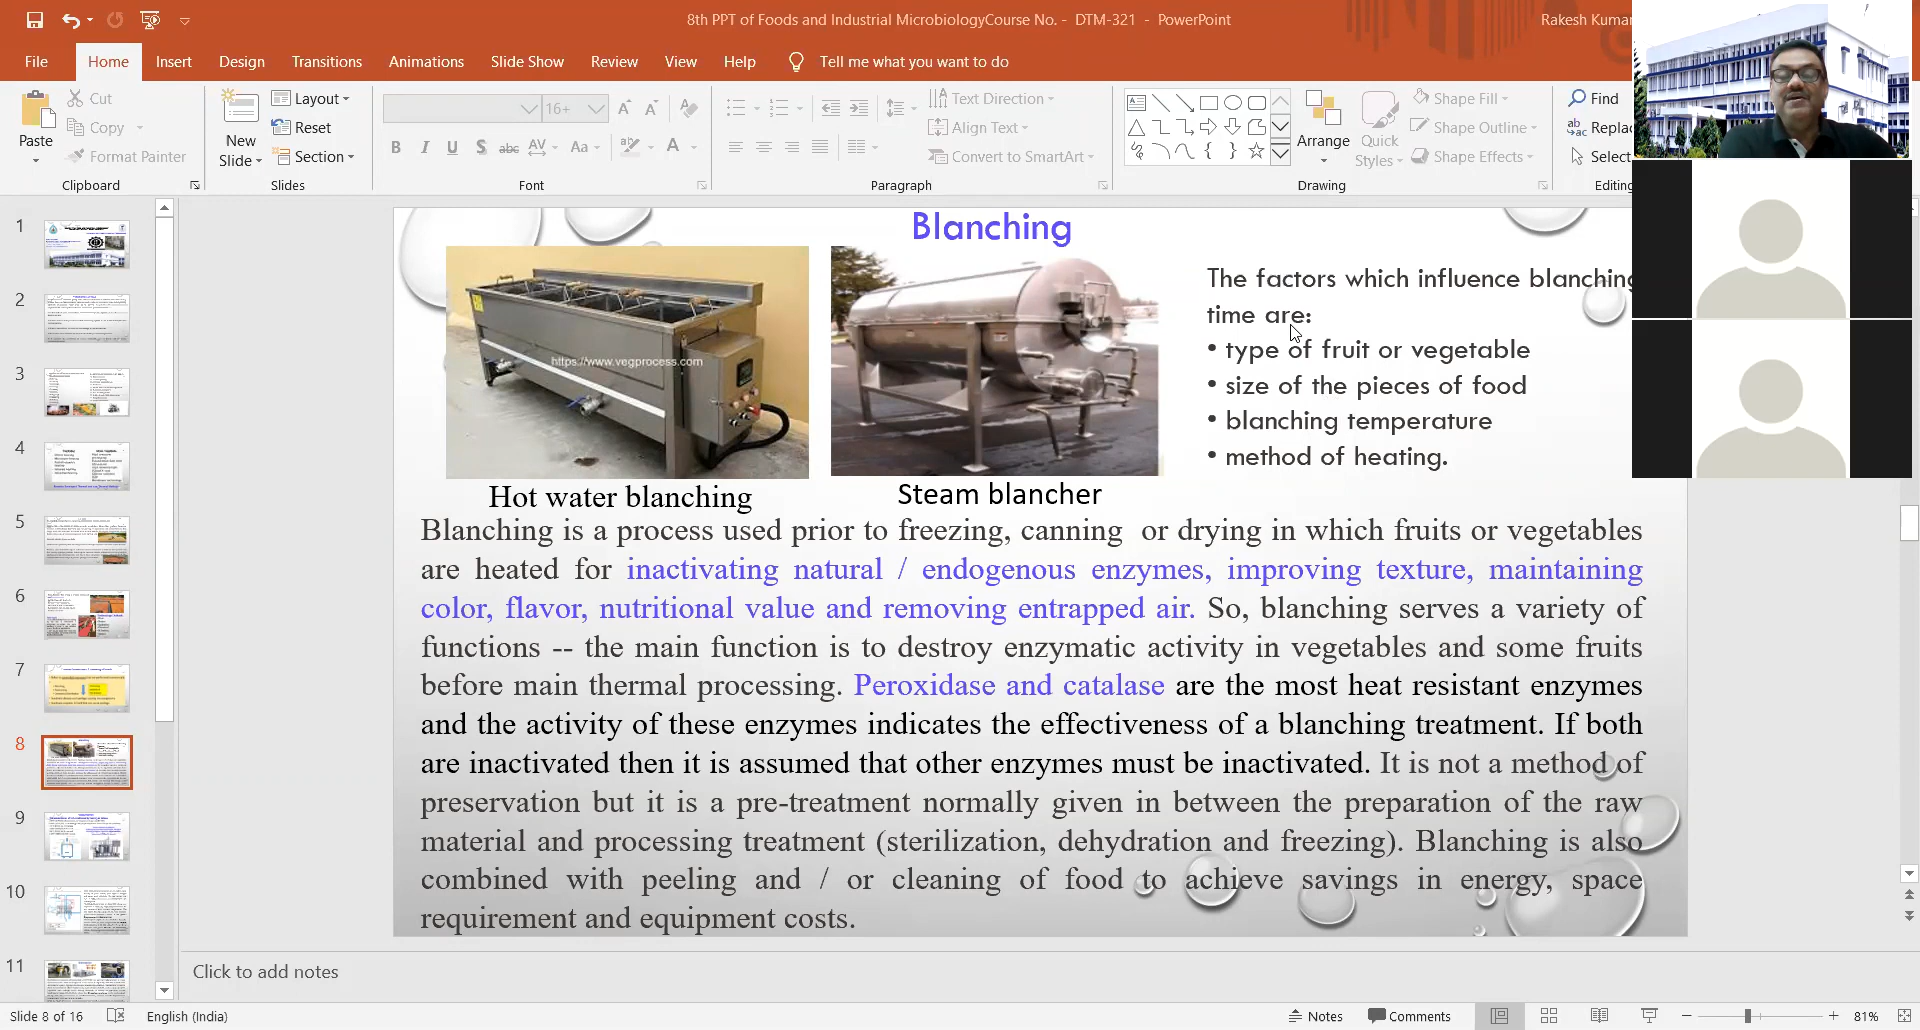 8th PPT of Foods and Industrial MicrobiologyCourse No. - DTM-321 - PowerPoint
Rakesh Kumar
File
Home
Insert
Design
Transitions
Animations
Slide Show
Review
View
Help
Tell me what you want to do
Paste
Cut
Copy
Format Painter
Clipboard
New
Slide
Layout
Reset
Section
Slides
16+
Font
Text Direction
Align Text
Convert to SmartArt
Paragraph
Arrange
Quick
Styles
Shape Fill
Shape Outline
Shape Effects
Drawing
Find
Select
Editing
1
2
3
4
5
6
7
8
9
10
11
Blanching
https://www.vegprocess.com
Hot water blanching
Steam blancher
The factors which influence blanching
time are:
• type of fruit or vegetable
• size of the pieces of food
• blanching temperature
• method of heating.
Blanching is a process used prior to freezing, canning or drying in which fruits or vegetables
are heated for inactivating natural / endogenous enzymes, improving texture, maintaining
color, flavor, nutritional value and removing entrapped air. So, blanching serves a variety of
functions -- the main function is to destroy enzymatic activity in vegetables and some fruits
before main thermal processing. Peroxidase and catalase are the most heat resistant enzymes
and the activity of these enzymes indicates the effectiveness of a blanching treatment. If both
are inactivated then it is assumed that other enzymes must be inactivated. It is not a method of
preservation but it is a pre-treatment normally given in between the preparation of the raw
material and processing treatment (sterilization, dehydration and freezing). Blanching is also
combined with peeling and / or cleaning of food to achieve savings in energy, space
requirement and equipment costs.
Click to add notes
Slide 8 of 16
English (India)
Notes
Comments
81%